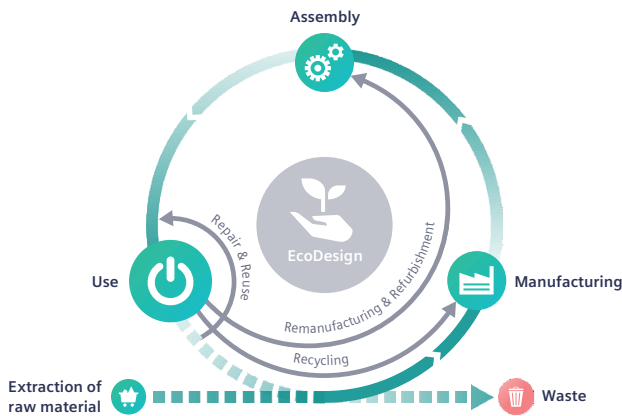 Assembly
Repair & Reuse
EcoDesign
Remanufacturing & Refurbishment
Use
Manufacturing
Recycling
Extraction of
raw material
Waste